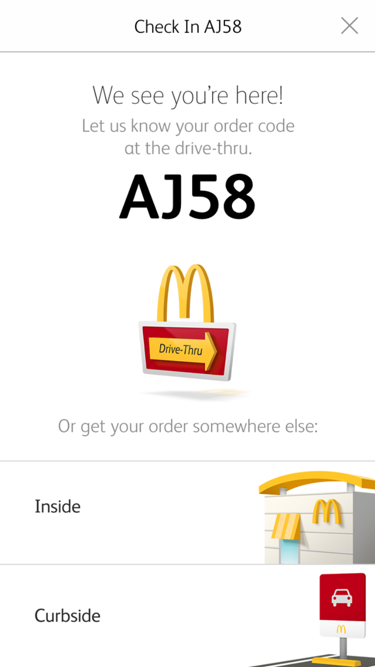 Check In AJ58
We see you’re here!
Let us know your order code
at the drive-thru.
AJ58
Drive-Thru
Or get your order somewhere else:
Inside
Curbside